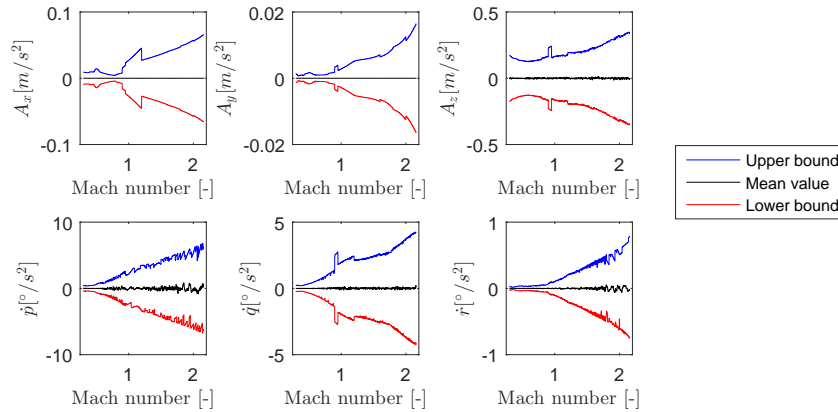 0.1
0
-0.1
A_x[m/s^2]
1
2
Mach number [-]
0.02
0
-0.02
A_y[m/s^2]
1
2
Mach number [-]
0.5
0
-0.5
A_z[m/s^2]
1
2
Mach number [-]
Upper bound
Mean value
Lower bound
10
0
-10
ṗ[°/s^2]
1
2
Mach number [-]
5
0
-5
q̇[°/s^2]
1
2
Mach number [-]
1
0
-1
ṙ[°/s^2]
1
2
Mach number [-]